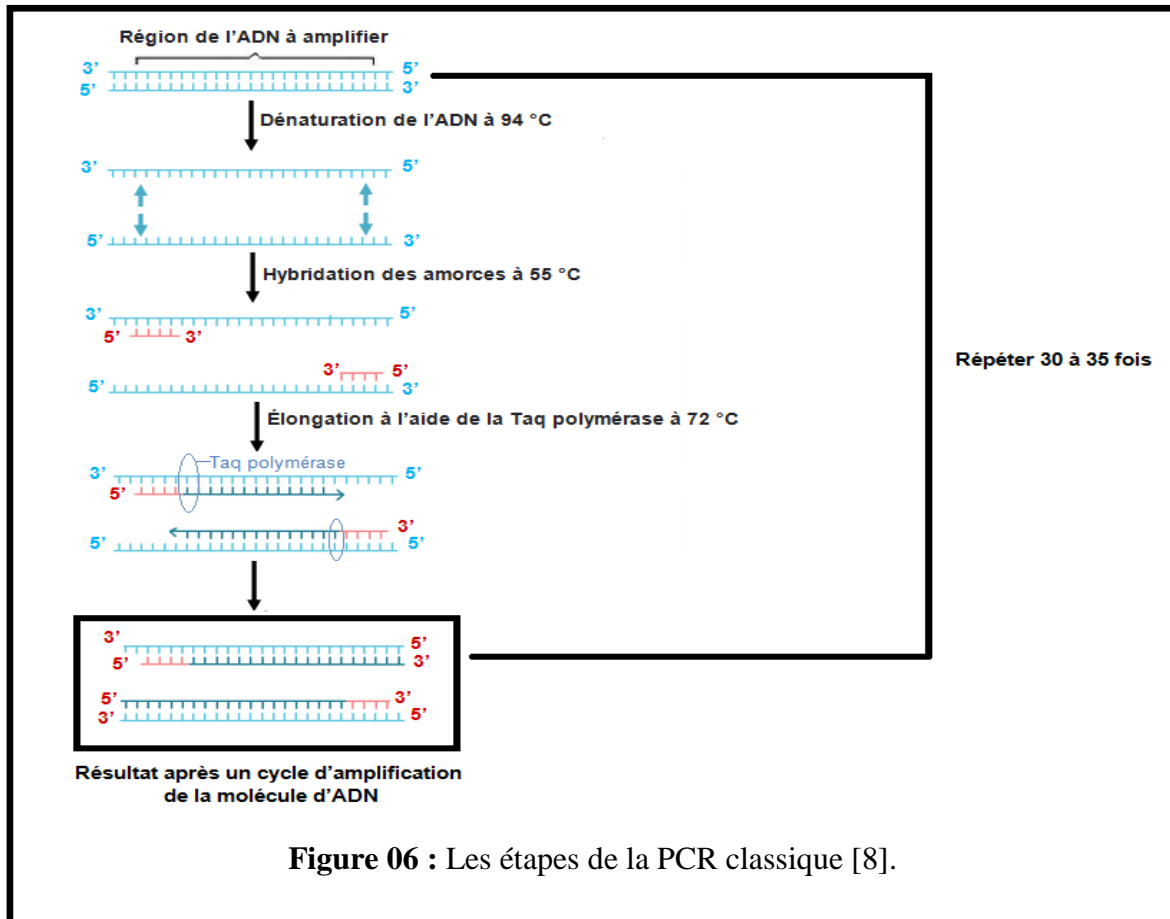 Région de l'ADN à amplifier
3' 5'
5' 3'
Dénaturation de l'ADN à 94 °C
3' 5'
5' 3'
Hybridation des amorces à 55 °C
3' 5'
5' 3'
3' 5'
5' 3'
Répéter 30 à 35 fois
Élongation à l'aide de la Taq polymérase à 72 °C
Taq polymérase
3' 5'
5'
3'
5' 5'
3' 5'
5' 3'
5' 3'
3' 5'
Résultat après un cycle d'amplification
de la molécule d'ADN
Figure 06 : Les étapes de la PCR classique [8].